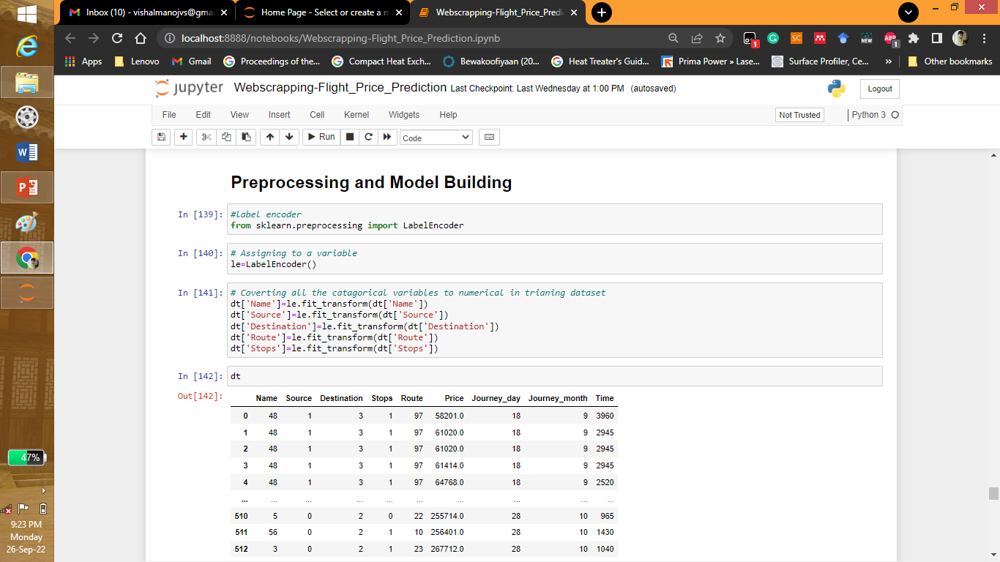 Inbox (10) - vishalmanojvs@gma
Home Page - Select or create a n
Webscrapping-Flight_Price_Predi
localhost:8888/notebooks/Webscrapping-Flight_Price_Prediction.ipynb
Apps Lenovo Gmail Proceedings of the... Compact Heat Exch... Bewakoofiyaan (20... Heat Treater's Guid... Prima Power » Lase... Surface Profiler, Ce... » Other bookmarks
jupyter Webscrapping-Flight_Price_Prediction Last Checkpoint: Last Wednesday at 1:00 PM (autosaved)
Logout
File Edit View Insert Cell Kernel Widgets Help
Not Trusted Python 3
Run Code
Preprocessing and Model Building
In [139]: #label encoder
from sklearn.preprocessing import LabelEncoder
In [140]: # Assigning to a variable
le=LabelEncoder()
In [141]: # Coverting all the catagorical variables to numerical in trianing dataset
dt['Name']=le.fit_transform(dt['Name'])
dt['Source']=le.fit_transform(dt['Source'])
dt['Destination']=le.fit_transform(dt['Destination'])
dt['Route']=le.fit_transform(dt['Route'])
dt['Stops']=le.fit_transform(dt['Stops'])
In [142]: dt
Out[142]:
Name Source Destination Stops Route Price Journey_day Journey_month Time
0 48 1 3 1 97 58201.0 18 9 3960
1 48 1 3 1 97 61020.0 18 9 2945
2 48 1 3 1 97 61020.0 18 9 2945
3 48 1 3 1 97 61414.0 18 9 2945
4 48 1 3 1 97 64768.0 18 9 2520
... ... ... ... ... ... ... ... ... ...
510 5 0 2 0 22 255714.0 28 10 965
511 56 0 2 1 10 256401.0 28 10 1430
512 3 0 2 1 23 267712.0 28 10 1040
47%
9:23 PM
Monday
26-Sep-22